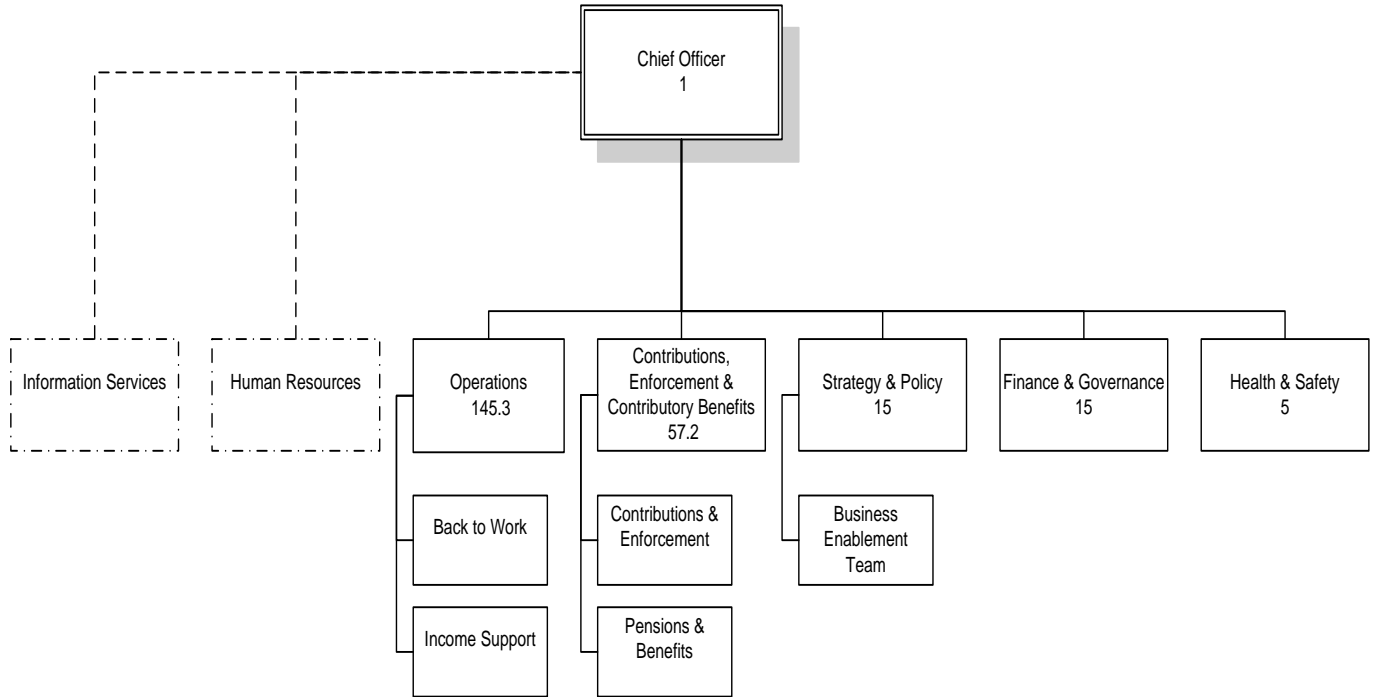 Chief Officer
1
Information Services
Human Resources
Operations
145.3
Contributions,
Enforcement &
Contributory Benefits
57.2
Strategy & Policy
15
Finance & Governance
15
Health & Safety
5
Back to Work
Contributions &
Enforcement
Business
Enablement
Team
Income Support
Pensions &
Benefits